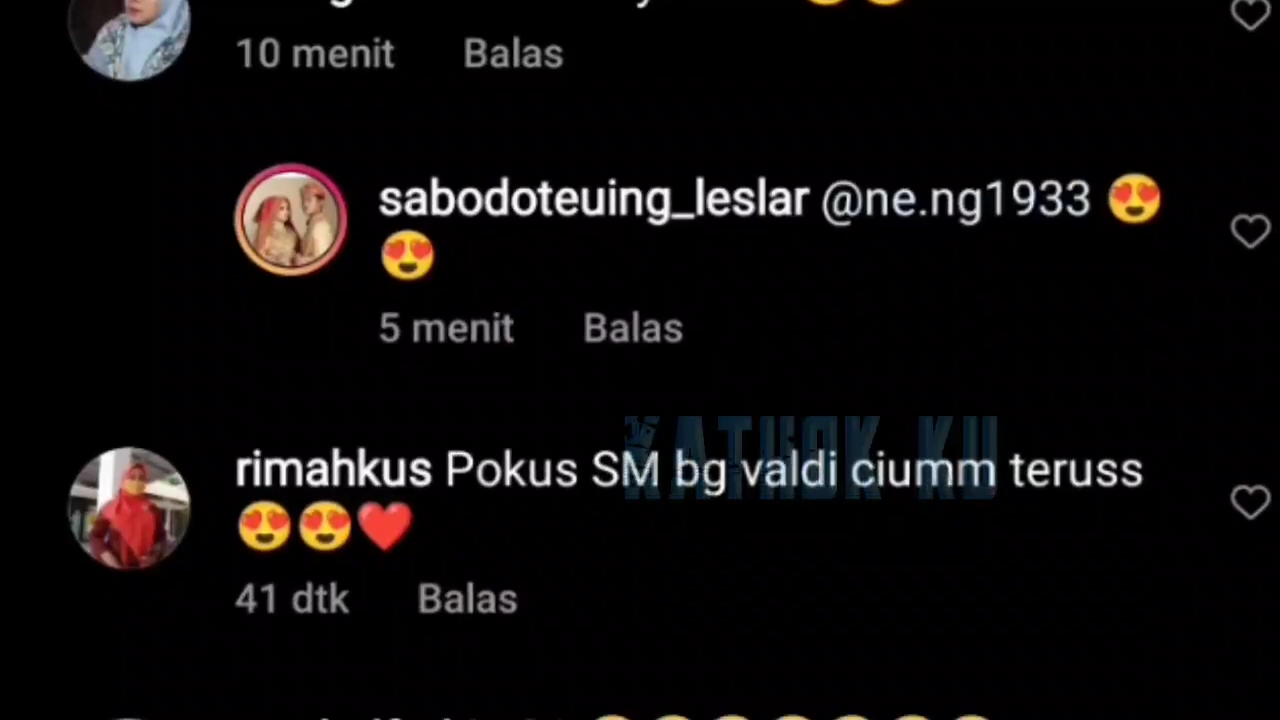 10 menit Balas
sabodoteuing_leslar @ne.ng1933 😍
😍
5 menit Balas
KATHOK KU
rimahkus Pokus SM bg valdi ciumm teruss
😍😍❤️
41 dtk Balas